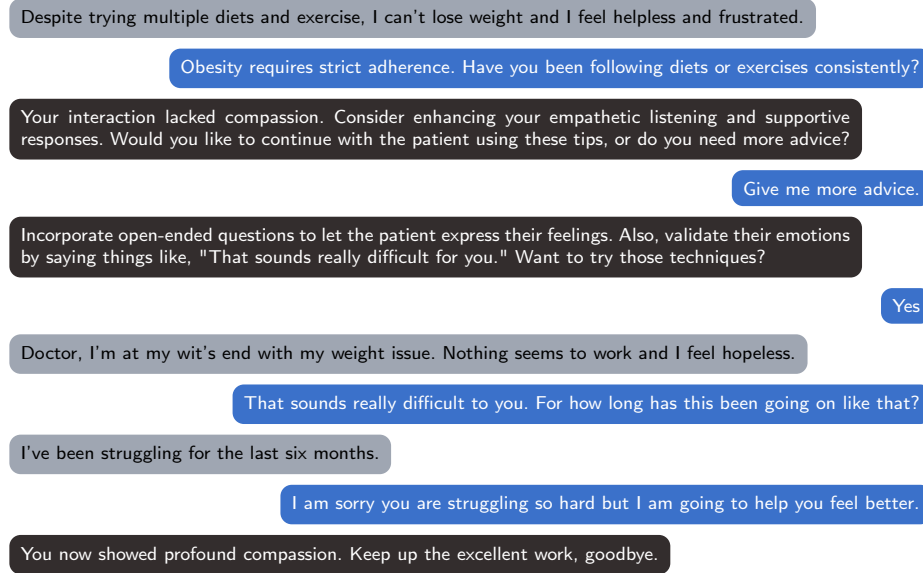 Despite trying multiple diets and exercise, I can't lose weight and I feel helpless and frustrated.
Obesity requires strict adherence. Have you been following diets or exercises consistently?
Your interaction lacked compassion. Consider enhancing your empathetic listening and supportive
responses. Would you like to continue with the patient using these tips, or do you need more advice?
Give me more advice.
Incorporate open-ended questions to let the patient express their feelings. Also, validate their emotions
by saying things like, "That sounds really difficult for you." Want to try those techniques?
Yes
Doctor, I'm at my wit's end with my weight issue. Nothing seems to work and I feel hopeless.
That sounds really difficult to you. For how long has this been going on like that?
I've been struggling for the last six months.
I am sorry you are struggling so hard but I am going to help you feel better.
You now showed profound compassion. Keep up the excellent work, goodbye.